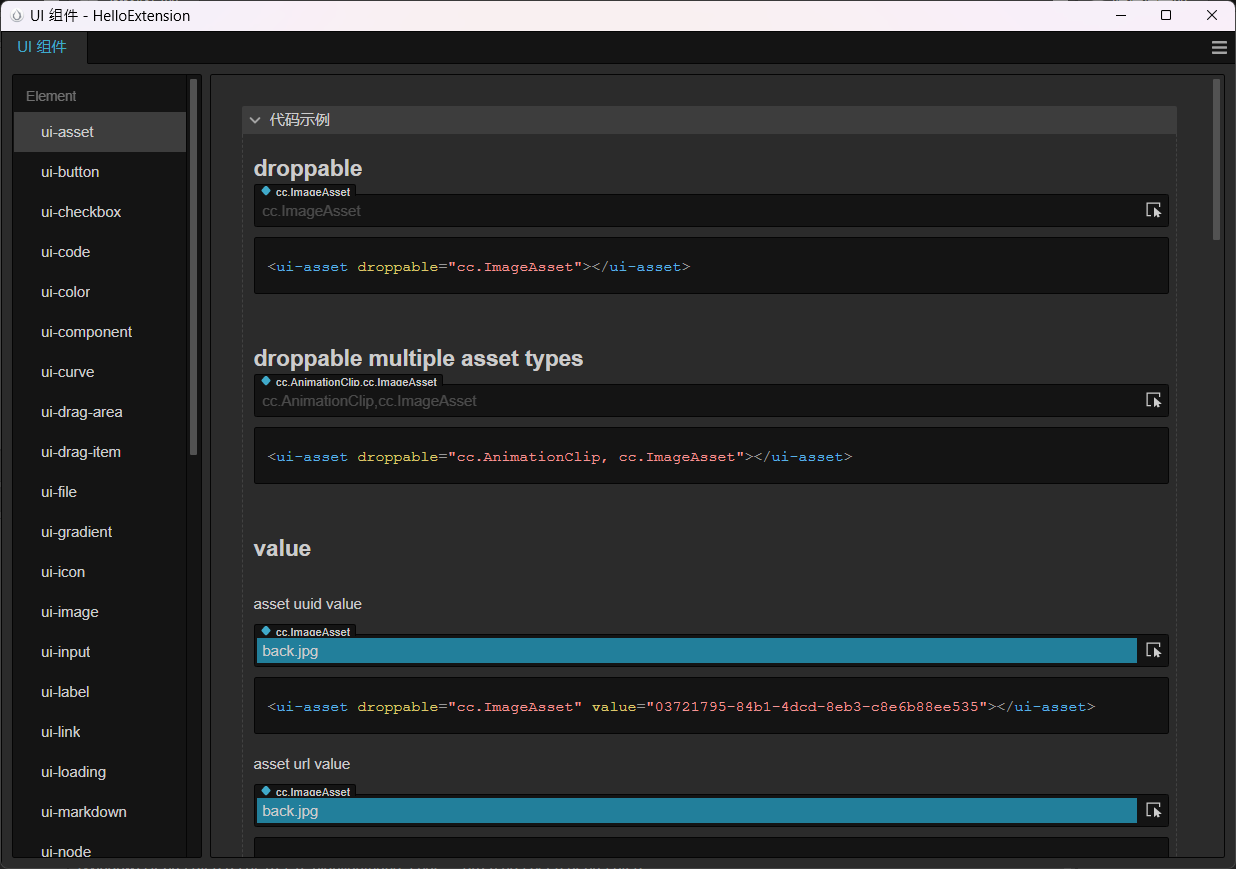 UI 组件 - HelloExtension
UI 组件
Element
ui-asset
ui-button
ui-checkbox
ui-code
ui-color
ui-component
ui-curve
ui-drag-area
ui-drag-item
ui-file
ui-gradient
ui-icon
ui-image
ui-input
ui-label
ui-link
ui-loading
ui-markdown
ui-node
代码示例
droppable
cc.ImageAsset
cc.ImageAsset
<ui-asset droppable="cc.ImageAsset"></ui-asset>
droppable multiple asset types
cc.AnimationClip,cc.ImageAsset
cc.AnimationClip,cc.ImageAsset
<ui-asset droppable="cc.AnimationClip, cc.ImageAsset"></ui-asset>
value
asset uuid value
cc.ImageAsset
back.jpg
<ui-asset droppable="cc.ImageAsset" value="03721795-84b1-4dcd-8eb3-c8e6b88ee535"></ui-asset>
asset url value
cc.ImageAsset
back.jpg